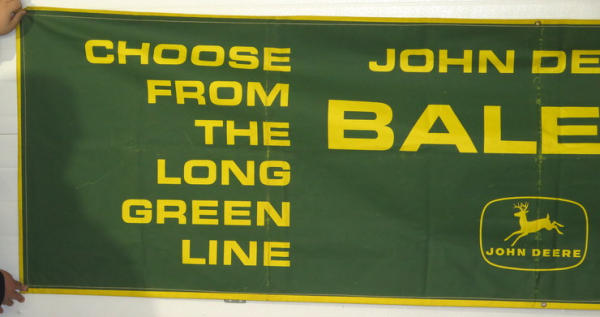 CHOOSE
FROM
THE
LONG
GREEN
LINE
JOHN DE
BALE
JOHN DEERE